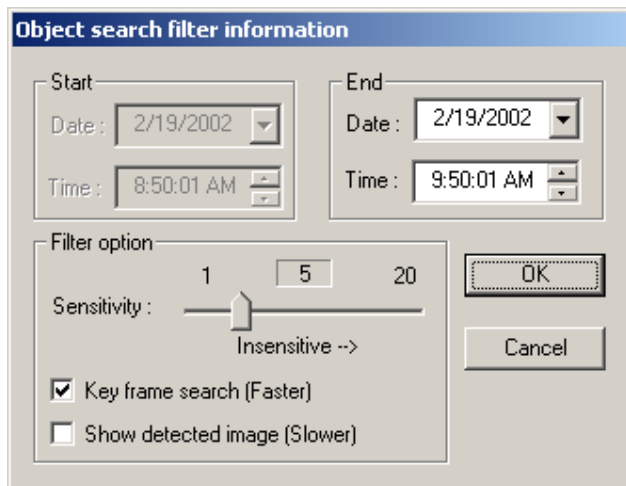 Object search filter information
Start
Date : 2/19/2002
Time : 8:50:01 AM
End
Date : 2/19/2002
Time : 9:50:01 AM
Filter option
1 5 20
Sensitivity :
Insensitive -->
Key frame search (Faster)
Show detected image (Slower)
OK
Cancel